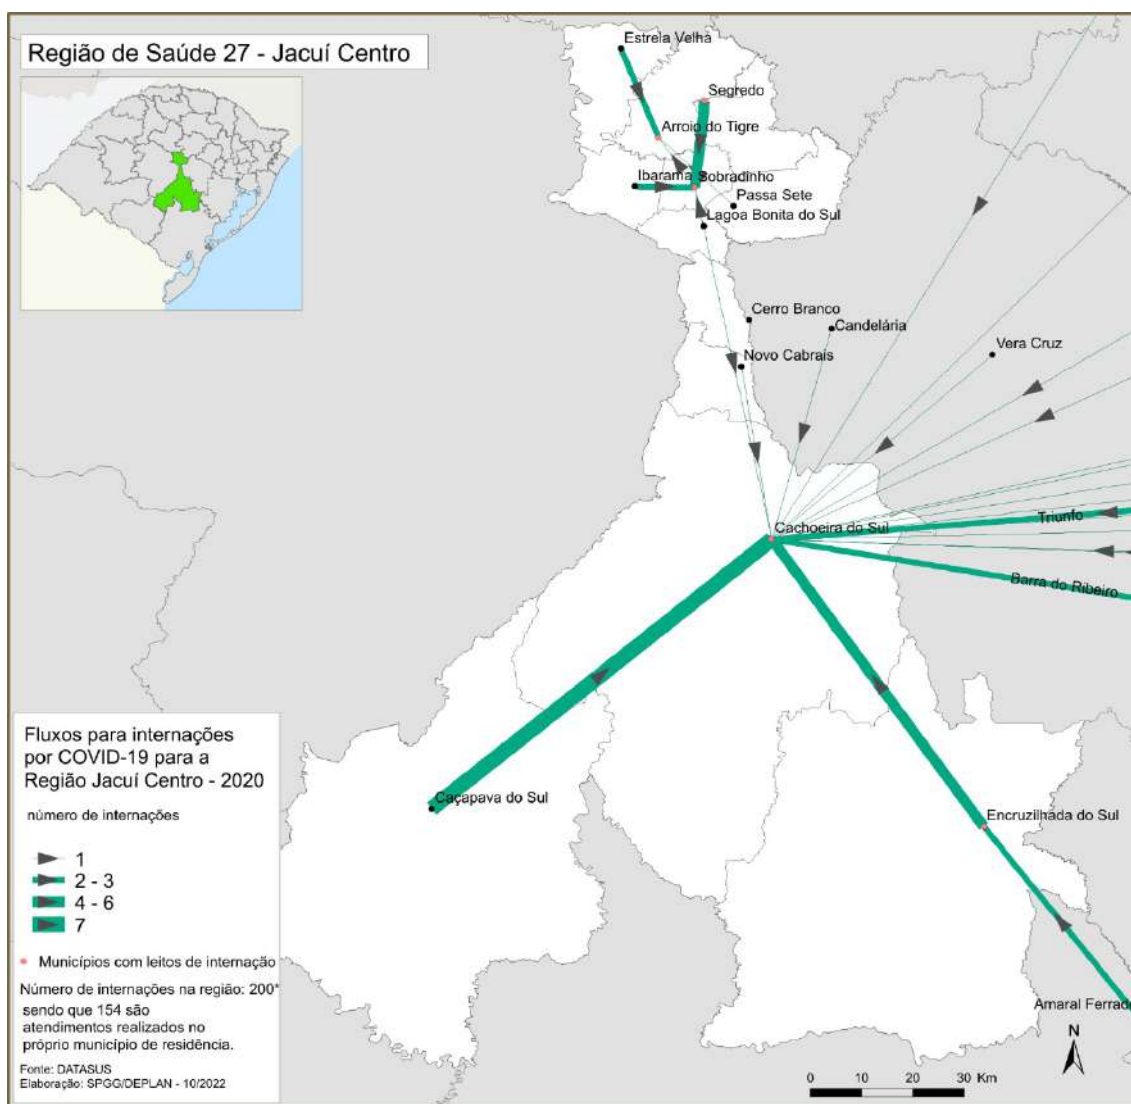 Região de Saúde 27 - Jacuí Centro
Estrela Velha
Segredo
Arroio do Tigre
Ibarama
Sobradinho
Passa Sete
Lagoa Bonita do Sul
Cerro Branco
Candelária
Novo Cabrais
Vera Cruz
Cachoeira do Sul
Triunfo
Barra do Ribeiro
Caçapava do Sul
Encruzilhada do Sul
Amaral Ferrado
Fluxos para internações
por COVID-19 para a
Região Jacuí Centro - 2020
número de internações
1
2 - 3
4 - 6
7
Municípios com leitos de internação
Número de internações na região: 200*
sendo que 154 são
atendimentos realizados no
próprio município de residência.
Fonte: DATASUS
Elaboração: SPGG/DEPLAN - 10/2022
N
0 10 20 30 Km